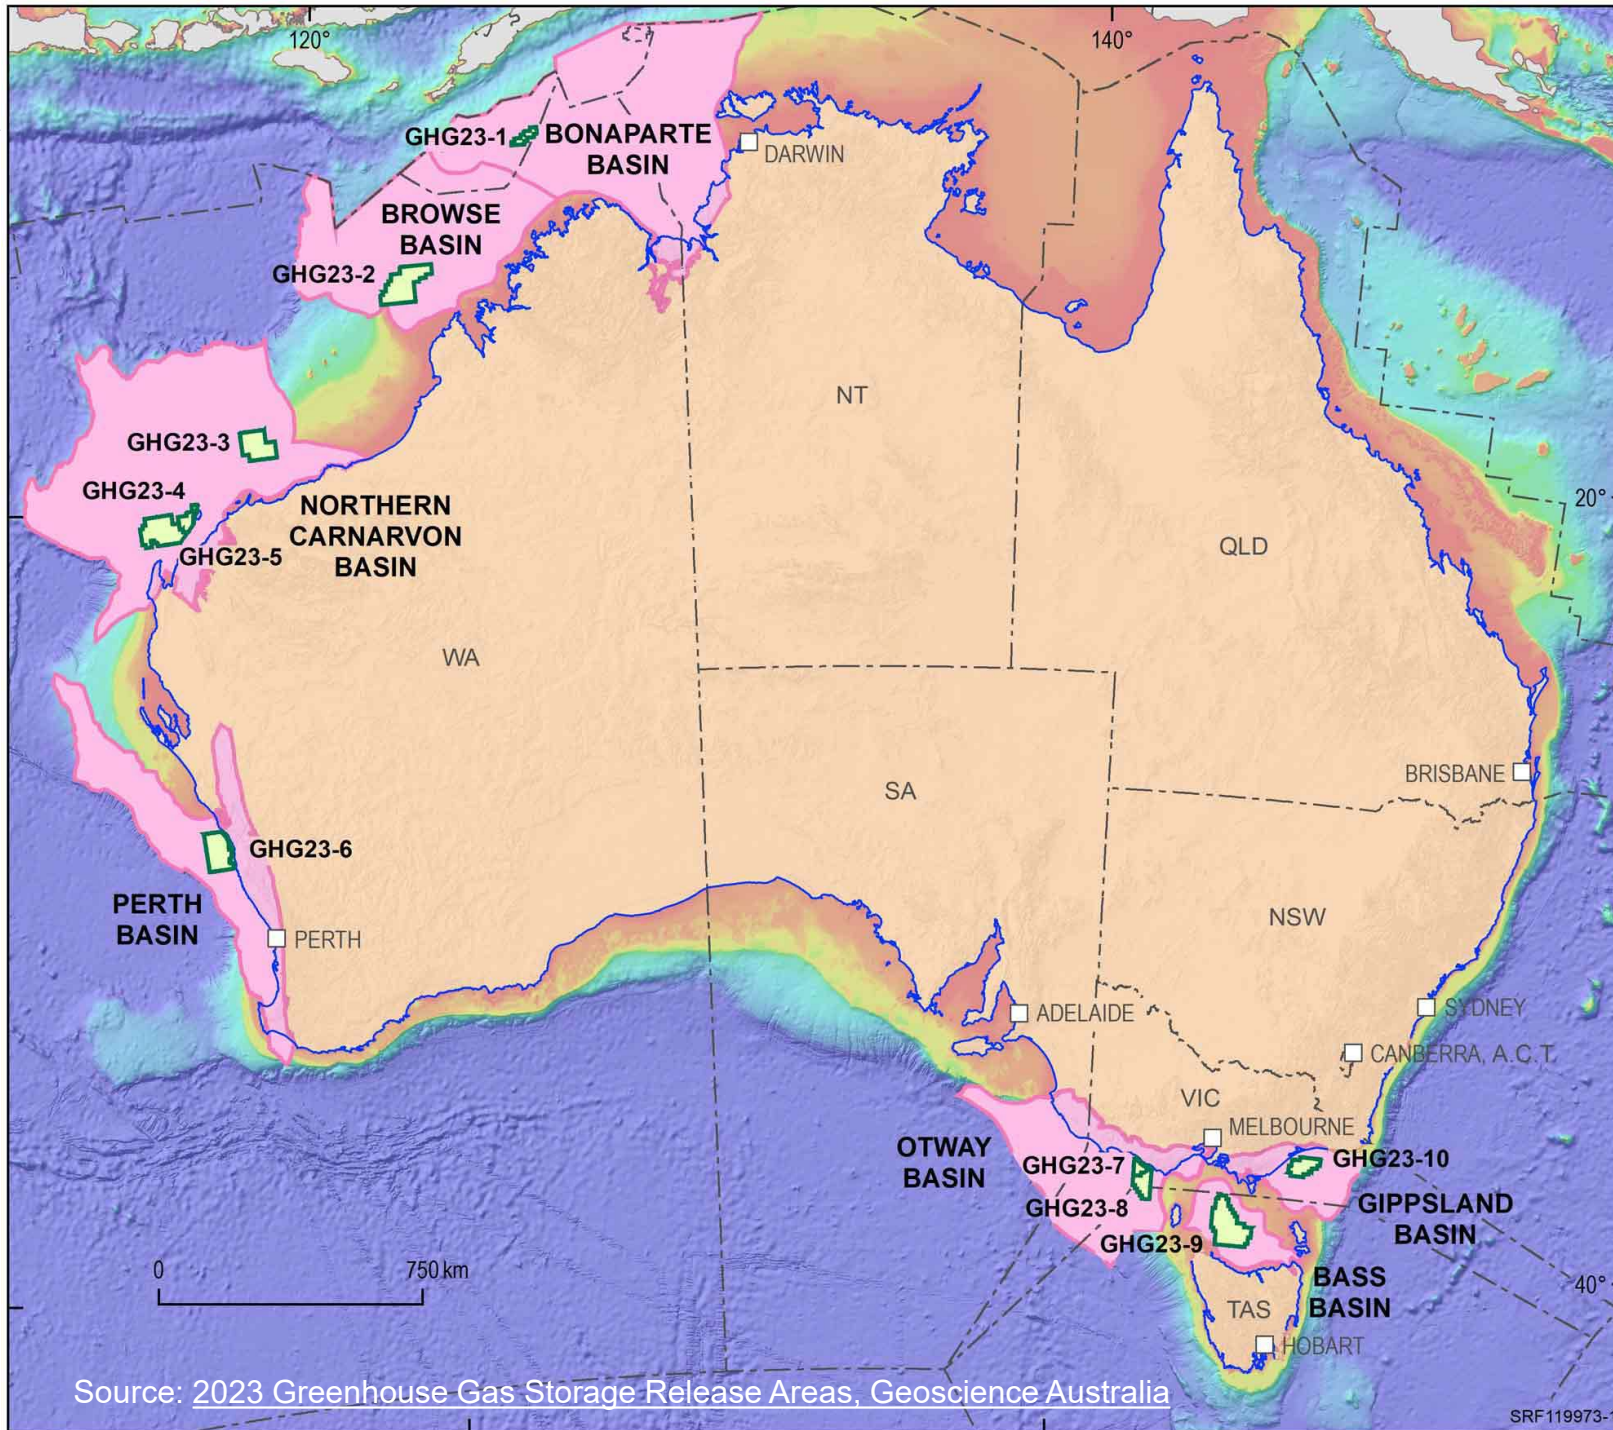 120°
140°
GHG23-1
BONAPARTE
BASIN
DARWIN
BROWSE
BASIN
GHG23-2
NT
GHG23-3
GHG23-4
NORTHERN
CARNARVON
BASIN
GHG23-5
20°
QLD
WA
BRISBANE
SA
GHG23-6
PERTH
BASIN
PERTH
NSW
ADELAIDE
SYDNEY
CANBERRA, A.C.T.
VIC
MELBOURNE
OTWAY
BASIN
GHG23-7
GHG23-10
GHG23-8
GIPPSLAND
BASIN
GHG23-9
0
750 km
BASS
BASIN
40°
TAS
HOBART
Source: 2023 Greenhouse Gas Storage Release Areas, Geoscience Australia
SRF119973-1